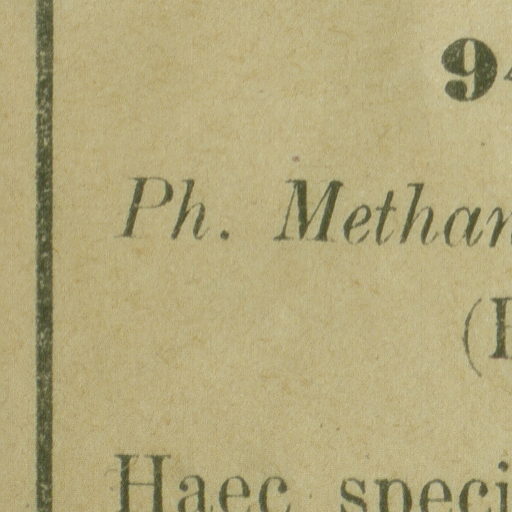 9
Ph. Methan
(
Haec speci